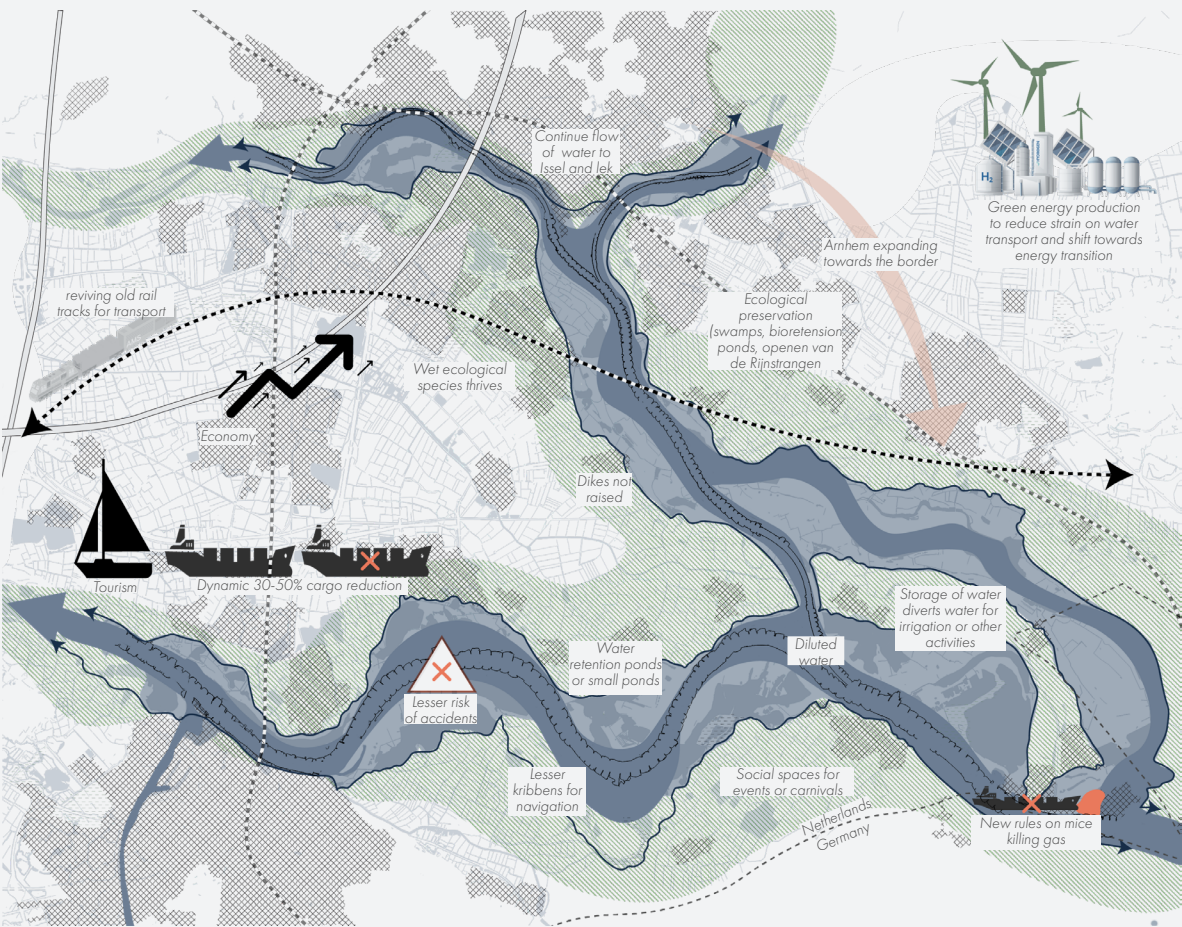 Continue flow
of water to
Issel and lek
H₂
Green energy production
to reduce strain on water
transport and shift towards
energy transition
Arnhem expanding
towards the border
reviving old rail
tracks for transport
Ecological
preservation
(swamps, bioretension
ponds, openen van
de Rijnstrangen
Wet ecological
species thrives
Economy
Dikes not
raised
Tourism
Dynamic 30-50% cargo reduction
Storage of water
diverts water for
irrigation or other
activities
Water
retention ponds
or small ponds
Diluted
water
Lesser risk
of accidents
Lesser
kribbens for
navigation
Social spaces for
events or carnivals
Netherlands
Germany
New rules on mice
killing gas